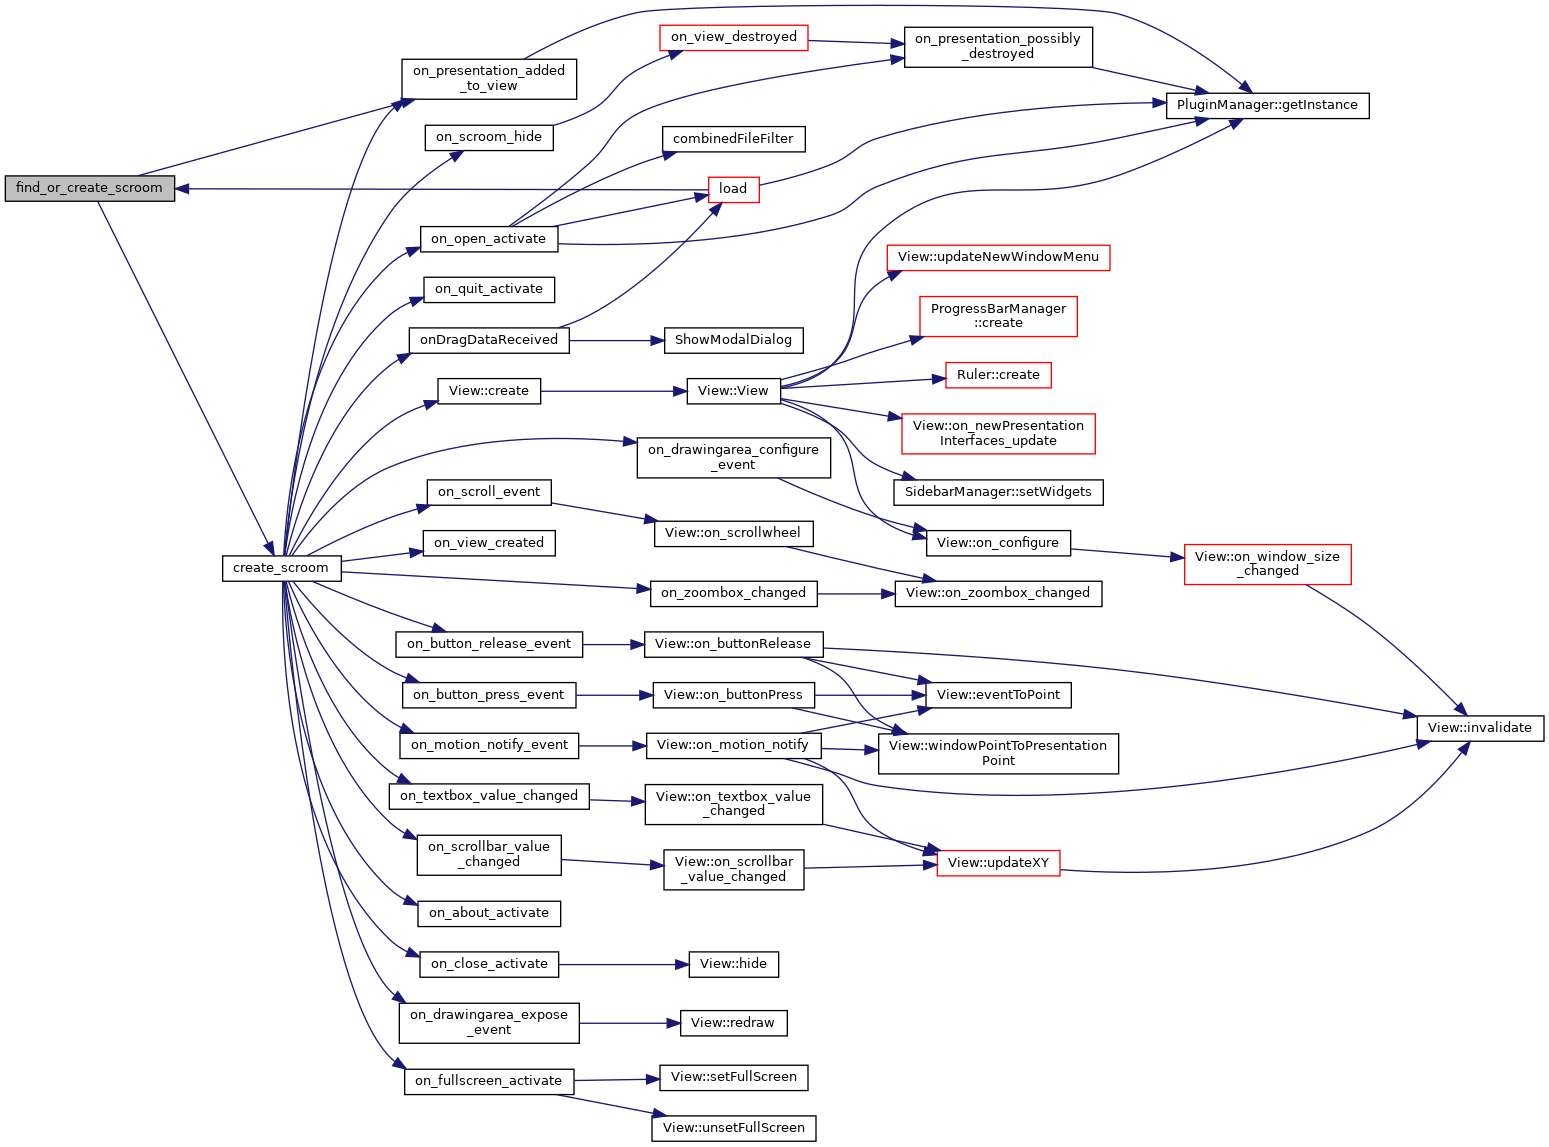 find_or_create_scroom
on_presentation_added
_to_view
on_scroom_hide
on_open_activate
on_quit_activate
onDragDataReceived
View::create
on_scroll_event
on_view_created
create_scroom
on_button_release_event
on_button_press_event
on_motion_notify_event
on_textbox_value_changed
on_scrollbar_value
_changed
on_about_activate
on_close_activate
on_drawingarea_expose
_event
on_fullscreen_activate
on_view_destroyed
combinedFileFilter
load
ShowModalDialog
View::View
on_drawingarea_configure
_event
View::on_scrollwheel
on_zoombox_changed
View::on_buttonRelease
View::on_buttonPress
View::on_motion_notify
View::on_textbox_value
_changed
View::on_scrollbar
_value_changed
View::hide
View::redraw
View::setFullScreen
View::unsetFullScreen
on_presentation_possibly
_destroyed
View::updateNewWindowMenu
ProgressBarManager
::create
Ruler::create
View::on_newPresentation
Interfaces_update
SidebarManager::setWidgets
View::on_configure
View::on_zoombox_changed
View::eventToPoint
View::windowPointToPresentation
Point
View::updateXY
PluginManager::getInstance
View::on_window_size
_changed
View::invalidate